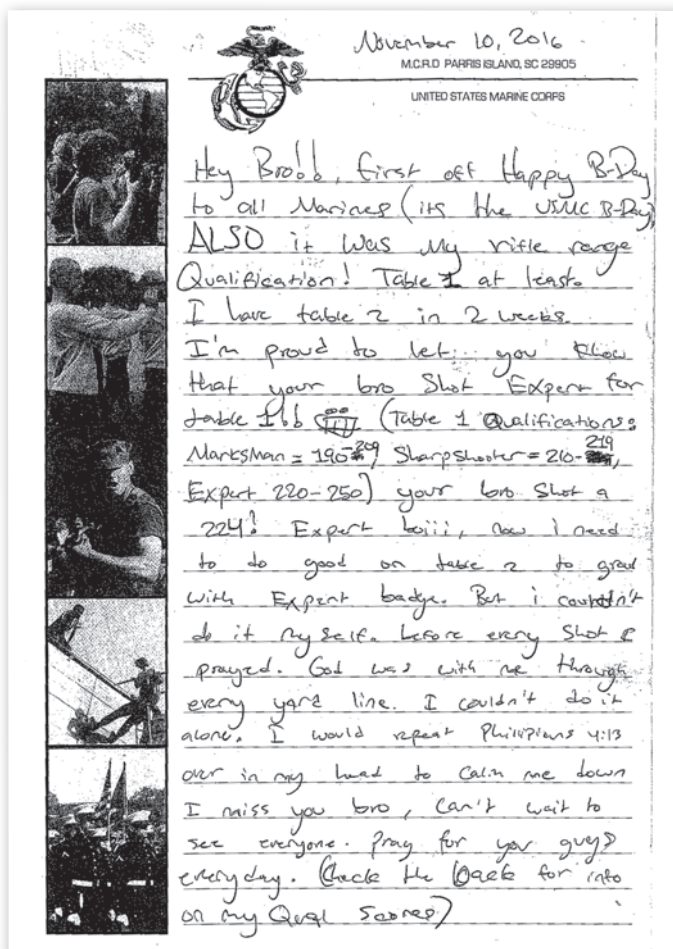 November 10, 2016
M.C.R.D PARRIS ISLAND, SC 29905
UNITED STATES MARINE CORPS
Hey Bro!!, first off Happy B-Day
to all Marines (its the USMC B-Day)
ALSO it was My rifle range
Qualification! Table 1 at least.
I have table 2 in 2 weeks.
I'm proud to let you know
that your bro Shot Expert for
table 1!! (Table 1 Qualifications:
Marksman = 190-209, Sharpshooter = 210-219,
Expert 220-250) your bro Shot a
224! Expert boiii, now i need
to do good on table 2 to grad
with Expert badge. But i couldn't
do it myself. before every shot I
prayed. God was with me through
every yard line. I couldn't do it
alone. I would repeat Philipians 4:13
over in my head to calm me down
I miss you bro, Can't wait to
see everyone. Pray for you guys
everyday. (Check the back for info
on my Qual Scores)